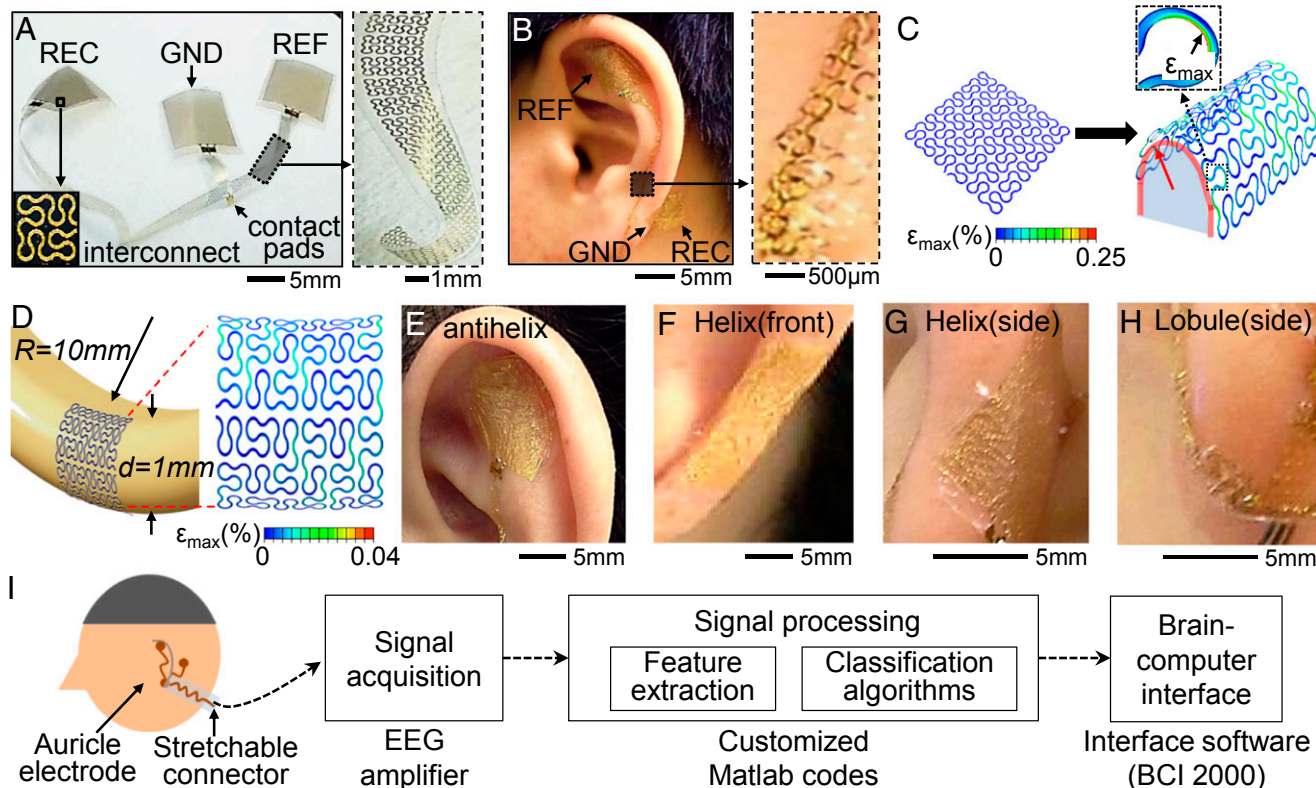 A
REC
GND
REF
interconnect
contact
pads
5mm
1mm
B
REF
GND
REC
5mm
500μm
C
εmax
εmax(%)
0
0.25
D
R=10mm
d=1mm
εmax(%)
0
0.04
E
antihelix
5mm
F
Helix(front)
5mm
G
Helix(side)
5mm
H
Lobule(side)
5mm
I
Auricle
electrode
Stretchable
connector
Signal
acquisition
EEG
amplifier
Signal processing
Feature
extraction
Classification
algorithms
Customized
Matlab codes
Brain-
computer
interface
Interface software
(BCI 2000)